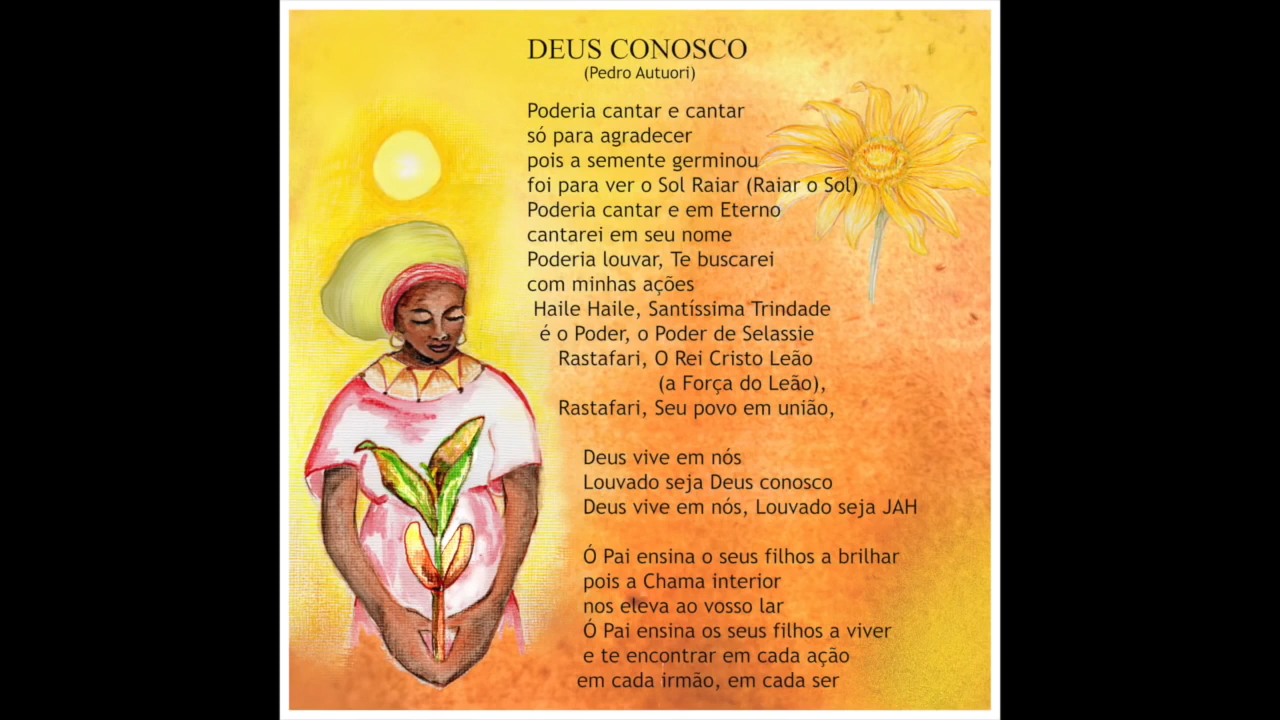 DEUS CONOSCO
(Pedro Autuori)
Poderia cantar e cantar
só para agradecer
pois a semente germinou
foi para ver o Sol Raiar (Raiar o Sol)
Poderia cantar e em Eterno
cantarei em seu nome
Poderia louvar, Te buscarei
com minhas ações
Haile Haile, Santíssima Trindade
é o Poder, o Poder de Selassie
Rastafari, O Rei Cristo Leão
(a Força do Leão),
Rastafari, Seu povo em união,
Deus vive em nós
Louvado seja Deus conosco
Deus vive em nós, Louvado seja JAH
Ó Pai ensina o seus filhos a brilhar
pois a Chama interior
nos eleva ao vosso lar
Ó Pai ensina os seus filhos a viver
e te encontrar em cada ação
em cada irmão, em cada ser